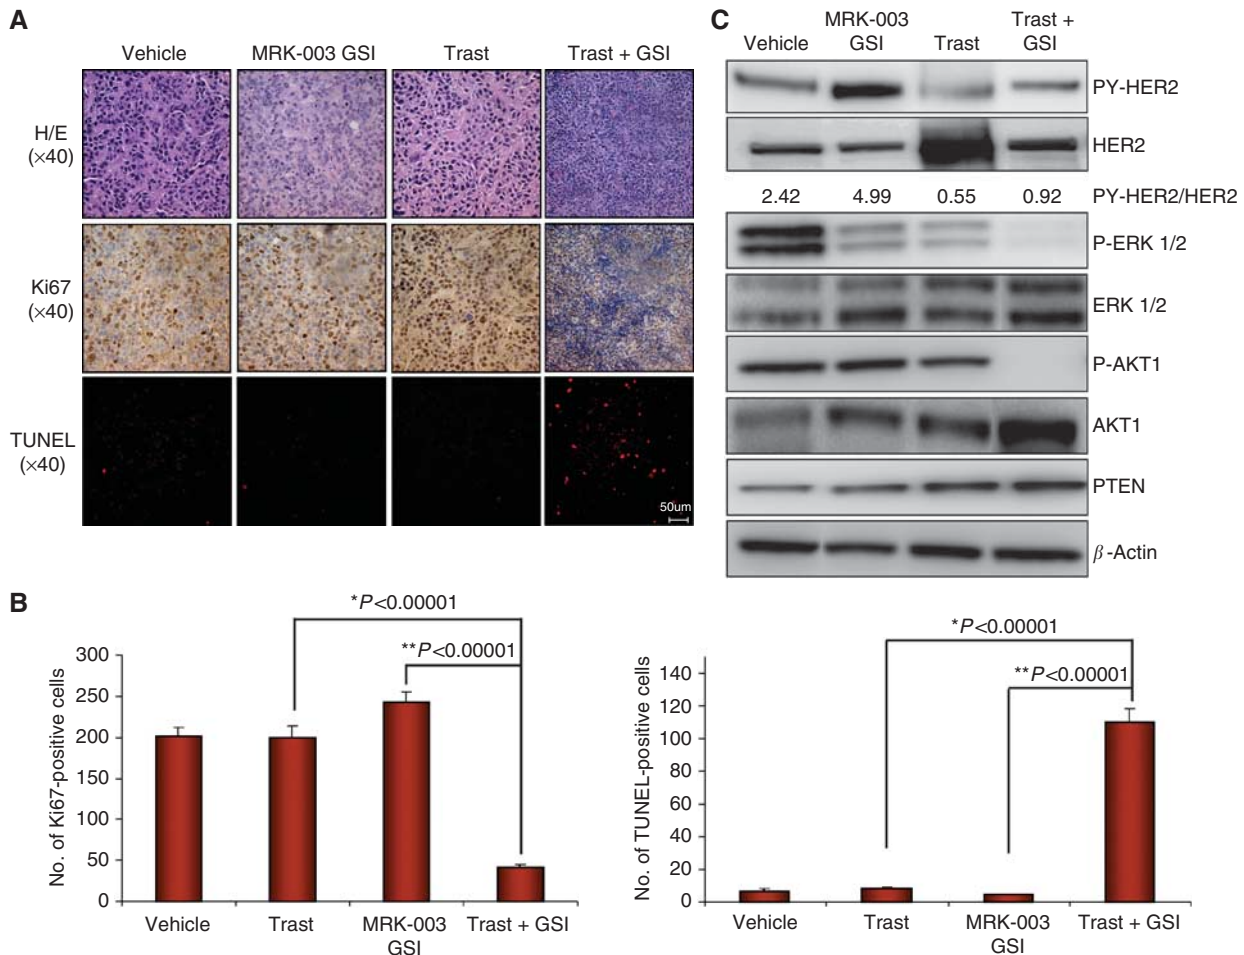 A
Vehicle MRK-003 GSI Trast Trast + GSI
H/E
(×40)
Ki67
(×40)
TUNEL
(×40)
50um
C
Vehicle MRK-003 GSI Trast Trast + GSI
PY-HER2
HER2
2.42 4.99 0.55 0.92 PY-HER2/HER2
P-ERK 1/2
ERK 1/2
P-AKT1
AKT1
PTEN
β-Actin
B
No. of Ki67-positive cells
300
250
200
150
100
50
0
*P<0.00001
**P<0.00001
Vehicle Trast MRK-003 GSI Trast + GSI
No. of TUNEL-positive cells
140
120
100
80
60
40
20
0
*P<0.00001
**P<0.00001
Vehicle Trast MRK-003 GSI Trast + GSI